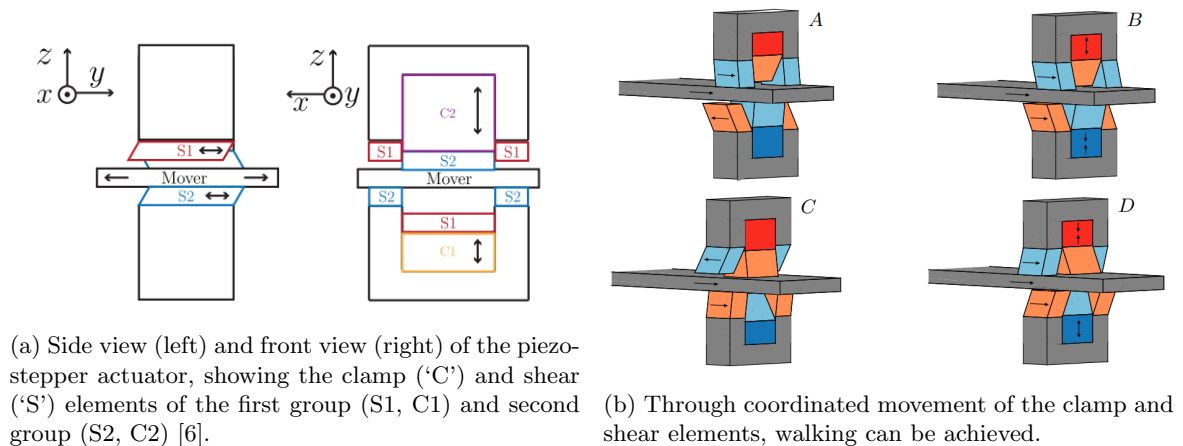 z
y
x
S1
S2
Mover
z
x
y
C2
S1
S2
S1
Mover
S2
S2
S1
C1
A
B
C
D
(a) Side view (left) and front view (right) of the piezo-
stepper actuator, showing the clamp (‘C’) and shear
(‘S’) elements of the first group (S1, C1) and second
group (S2, C2) [6].
(b) Through coordinated movement of the clamp and
shear elements, walking can be achieved.